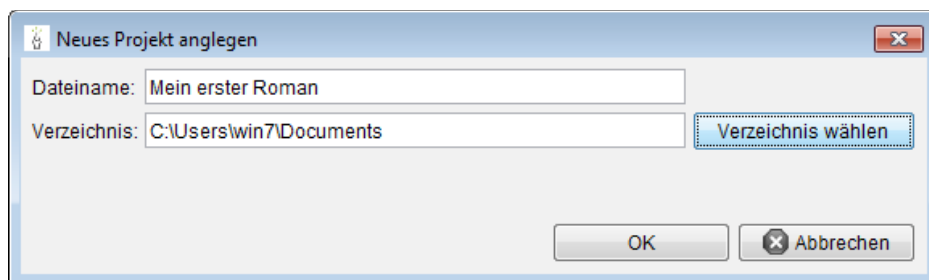 Neues Projekt anglegen
Dateiname: Mein erster Roman
Verzeichnis: C:\Users\win7\Documents Verzeichnis wählen
OK Abbrechen